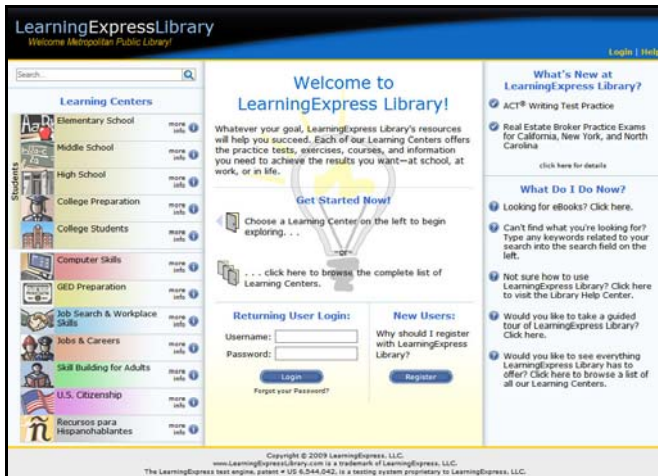 LearningExpressLibrary
Welcome Metropolitan Public Library!
Login | Help
Search...
Learning Centers
Students
Elementary School
more info
Middle School
more info
High School
more info
College Preparation
more info
College Students
more info
Computer Skills
more info
GED Preparation
more info
Job Search & Workplace
Skills
more info
Jobs & Careers
more info
Skill Building for Adults
more info
U.S. Citizenship
more info
Recursos para
Hispanohablantes
more info
Welcome to
LearningExpress Library!
Whatever your goal, LearningExpress Library's resources
will help you succeed. Each of our Learning Centers offers
the practice tests, exercises, courses, and information
you need to achieve the results you want—at school, at
work, or in life.
Get Started Now!
Choose a Learning Center on the left to begin
exploring. . .
-or-
. . . click here to browse the complete list of
Learning Centers.
Returning User Login:
Username:
Password:
Login
Forgot your Password?
New Users:
Why should I register
with LearningExpress
Library?
Register
What's New at
LearningExpress Library?
ACT® Writing Test Practice
Real Estate Broker Practice Exams
for California, New York, and North
Carolina
click here for details
What Do I Do Now?
Looking for eBooks? Click here.
Can't find what you're looking for?
Type any keywords related to your
search into the search field on the
left.
Not sure how to use
LearningExpress Library? Click here
to visit the Library Help Center.
Would you like to take a guided
tour of LearningExpress Library?
Click here.
Would you like to see everything
LearningExpress Library has to
offer? Click here to browse a list of
all our Learning Centers.
Copyright © 2009 LearningExpress, LLC.
www.LearningExpressLibrary.com is a trademark of LearningExpress, LLC.
The LearningExpress test engine, patent # US 6,544,042, is a testing system proprietary to LearningExpress, LLC.